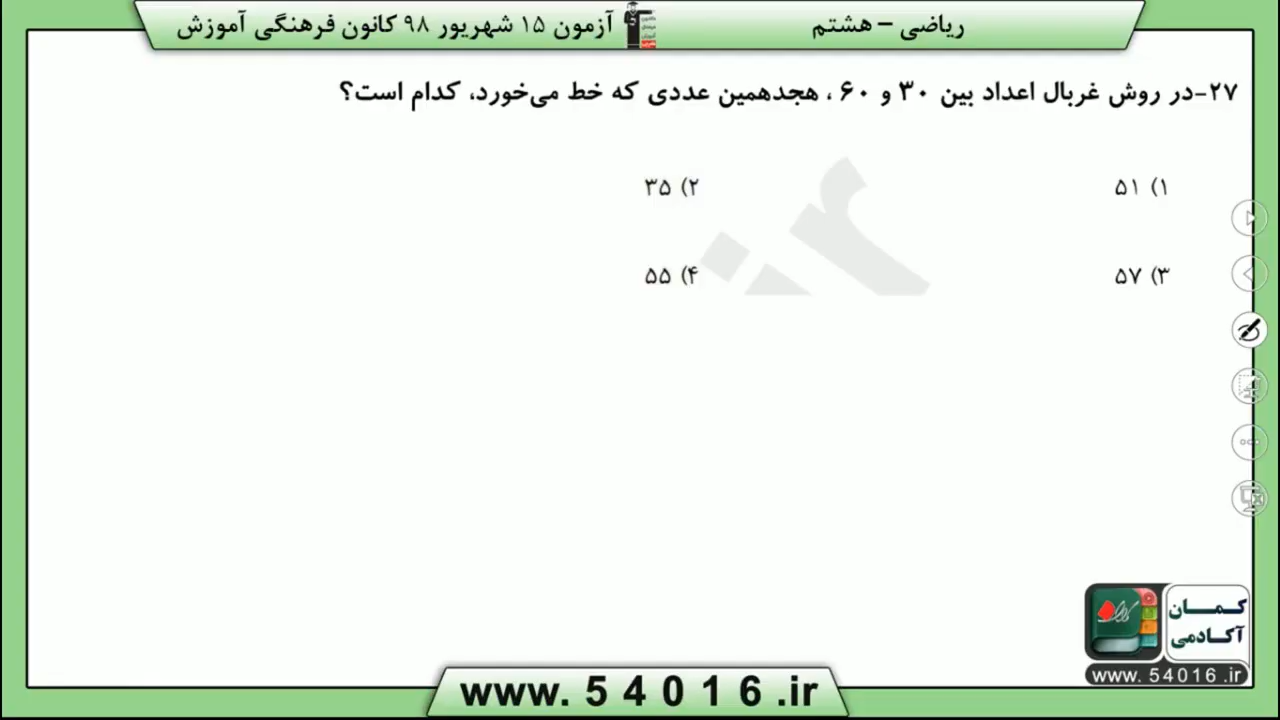 ریاضی – هشتم
آزمون ۱۵ شهریور ۹۸ کانون فرهنگی آموزش
۲۷-در روش غربال اعداد بین ۳۰ و ۶۰ ، هجدهمین عددی که خط می‌خورد، کدام است؟
۱) ۵۱
۲) ۳۵
۳) ۵۷
۴) ۵۵
کمان
آکادمی
www. 54016 .ir
www. 5 4 0 1 6 .ir